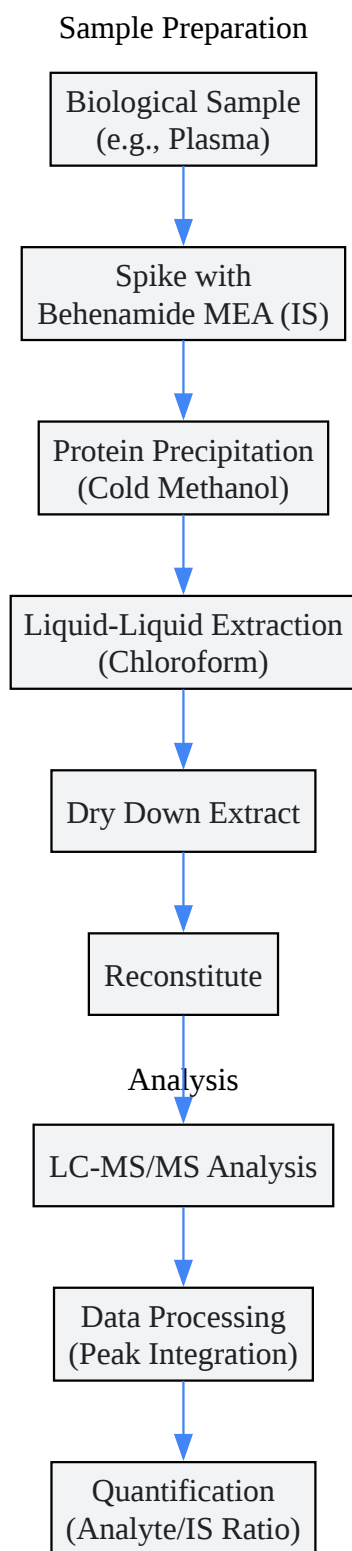 Sample Preparation
Biological Sample
(e.g., Plasma)
Spike with
Behenamide MEA (IS)
Protein Precipitation
(Cold Methanol)
Liquid-Liquid Extraction
(Chloroform)
Dry Down Extract
Reconstitute
Analysis
LC-MS/MS Analysis
Data Processing
(Peak Integration)
Quantification
(Analyte/IS Ratio)